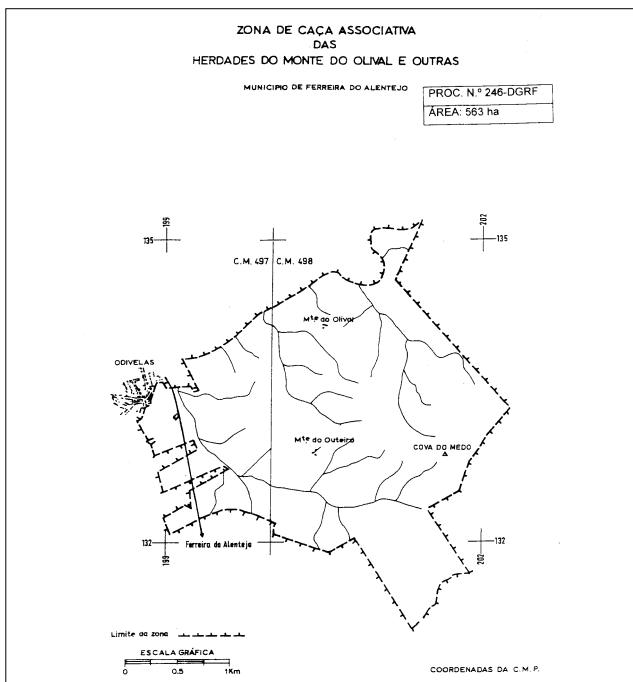 ZONA DE CAÇA ASSOCIATIVA
DAS
HERDADES DO MONTE DO OLIVAL E OUTRAS
MUNICIPIO DE FERREIRA DO ALENTEJO
PROC. N.º 246-DGRF
ÁREA: 563 ha
199
202
135
135
C.M. 497
C.M. 498
Mte do Olival
ODIVELAS
Mte do Outeiro
COVA DO MEDO
132
Ferreira do Alentejo
132
199
202
Limite da zona
ESCALA GRÁFICA
0 0.5 1Km
COORDENADAS DA C.M.P.